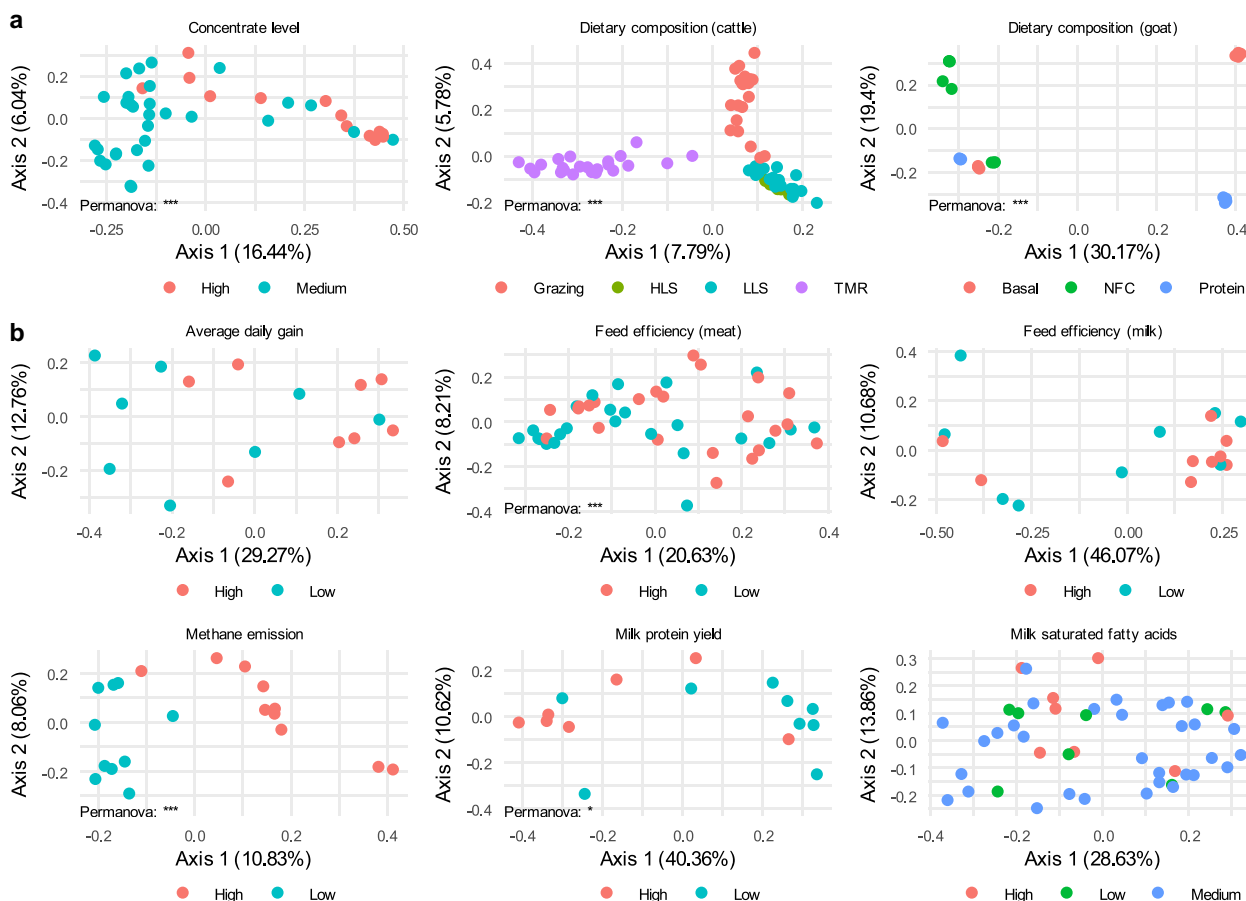 a
Concentrate level
Axis 2 (6.04%)
0.2
0.0
-0.2
-0.4
Permanova: ***
-0.25
0.00
0.25
0.50
Axis 1 (16.44%)
High
Medium
Dietary composition (cattle)
Axis 2 (5.78%)
0.4
0.2
0.0
-0.2
Permanova: ***
-0.4
-0.2
0.0
0.2
Axis 1 (7.79%)
Grazing
HLS
LLS
TMR
Dietary composition (goat)
Axis 2 (19.4%)
0.2
0.0
-0.2
Permanova: ***
-0.4
-0.2
0.0
0.2
0.4
Axis 1 (30.17%)
Basal
NFC
Protein
b
Average daily gain
Axis 2 (12.76%)
0.2
0.0
-0.2
-0.4
-0.2
0.0
0.2
Axis 1 (29.27%)
High
Low
Feed efficiency (meat)
Axis 2 (8.21%)
0.2
0.0
-0.2
-0.4
Permanova: ***
-0.2
0.0
0.2
0.4
Axis 1 (20.63%)
High
Low
Feed efficiency (milk)
Axis 2 (10.68%)
0.4
0.2
0.0
-0.2
-0.50
0.00
0.25
Axis 1 (46.07%)
High
Low
Methane emission
Axis 2 (8.06%)
0.2
0.0
-0.2
Permanova: ***
-0.2
0.0
0.2
0.4
Axis 1 (10.83%)
High
Low
Milk protein yield
Axis 2 (10.62%)
0.2
0.0
-0.2
-0.4
Permanova: *
-0.4
-0.2
0.0
0.2
Axis 1 (40.36%)
High
Low
Milk saturated fatty acids
Axis 2 (13.86%)
0.3
0.2
0.1
0.0
-0.1
-0.2
-0.4
-0.2
0.0
0.2
Axis 1 (28.63%)
High
Low
Medium